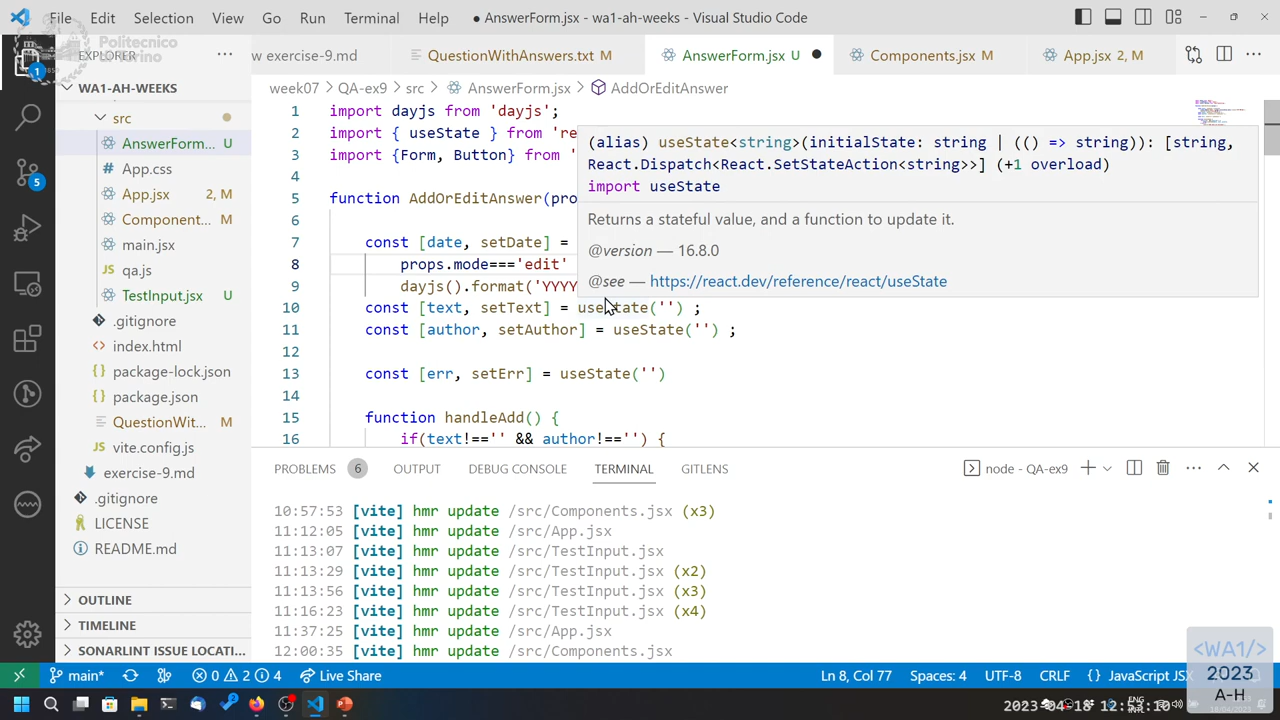 File Edit Selection View Go Run Terminal Help ● AnswerForm.jsx - wa1-ah-weeks - Visual Studio Code
Politecnico
EXPLORER ···
w exercise-9.md QuestionWithAnswers.txt M AnswerForm.jsx U ● Components.jsx M App.jsx 2, M ···
WA1-AH-WEEKS
week07 > QA-ex9 > src > AnswerForm.jsx > AddOrEditAnswer
src
AnswerForm... U
App.css
App.jsx 2, M
Component... M
main.jsx
qa.js
TestInput.jsx U
.gitignore
index.html
package-lock.json
package.json
QuestionWit... M
vite.config.js
exercise-9.md
.gitignore
LICENSE
README.md
OUTLINE
TIMELINE
SONARLINT ISSUE LOCATI...
1
5
1 import dayjs from 'dayjs';
2 import { useState } from 're
3 import {Form, Button} from '
4
5 function AddOrEditAnswer(pro
6
7 const [date, setDate] =
8 props.mode==='edit'
9 dayjs().format('YYYY
10 const [text, setText] = useState('') ;
11 const [author, setAuthor] = useState('') ;
12
13 const [err, setErr] = useState('')
14
15 function handleAdd() {
16 if(text!=='' && author!=='') {
(alias) useState<string>(initialState: string | (() => string)): [string,
React.Dispatch<React.SetStateAction<string>>] (+1 overload)
import useState
Returns a stateful value, and a function to update it.
@version — 16.8.0
@see — https://react.dev/reference/react/useState
PROBLEMS 6 OUTPUT DEBUG CONSOLE TERMINAL GITLENS node - QA-ex9 ···
10:57:53 [vite] hmr update /src/Components.jsx (x3)
11:12:05 [vite] hmr update /src/App.jsx
11:13:07 [vite] hmr update /src/TestInput.jsx
11:13:29 [vite] hmr update /src/TestInput.jsx (x2)
11:13:56 [vite] hmr update /src/TestInput.jsx (x3)
11:16:23 [vite] hmr update /src/TestInput.jsx (x4)
11:37:25 [vite] hmr update /src/App.jsx
12:00:35 [vite] hmr update /src/Components.jsx
<WA1/>
2023
A-H
main* 0 2 4 Live Share Ln 8, Col 77 Spaces: 4 UTF-8 CRLF {} JavaScript
ENG